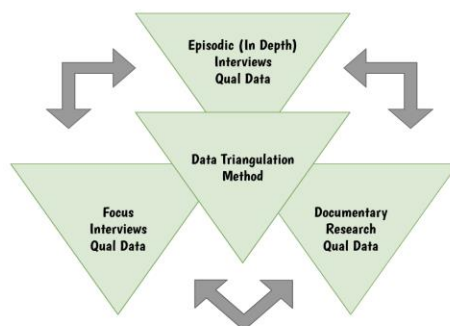 Episodic (In Depth)
Interviews
Qual Data
Data Triangulation
Method
Focus
Interviews
Qual Data
Documentary
Research
Qual Data